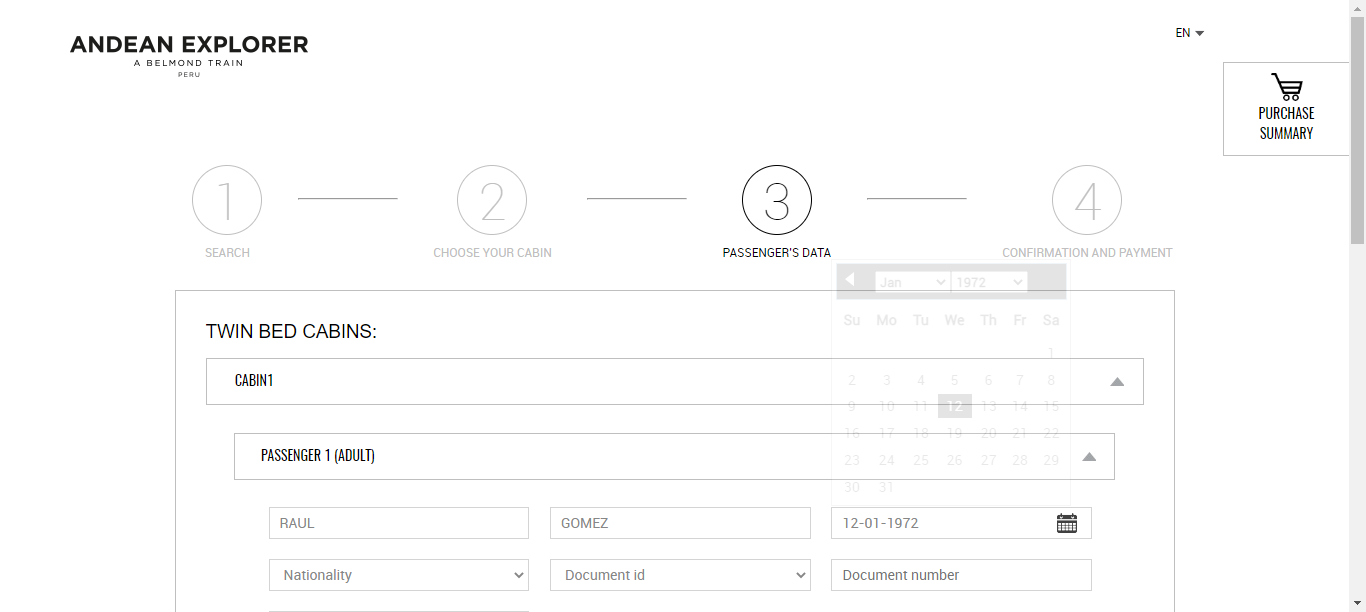 EN
ANDEAN EXPLORER
A BELMOND TRAIN
PERU
PURCHASE
SUMMARY
1
2
3
4
SEARCH
CHOOSE YOUR CABIN
PASSENGER'S DATA
CONFIRMATION AND PAYMENT
Jan 1972
Su Mo Tu We Th Fr Sa
1
2 3 4 5 6 7 8
9 10 11 12 13 14 15
16 17 18 19 20 21 22
23 24 25 26 27 28 29
30 31
TWIN BED CABINS:
CABIN1
PASSENGER 1 (ADULT)
RAUL GOMEZ 12-01-1972
Nationality Document id Document number